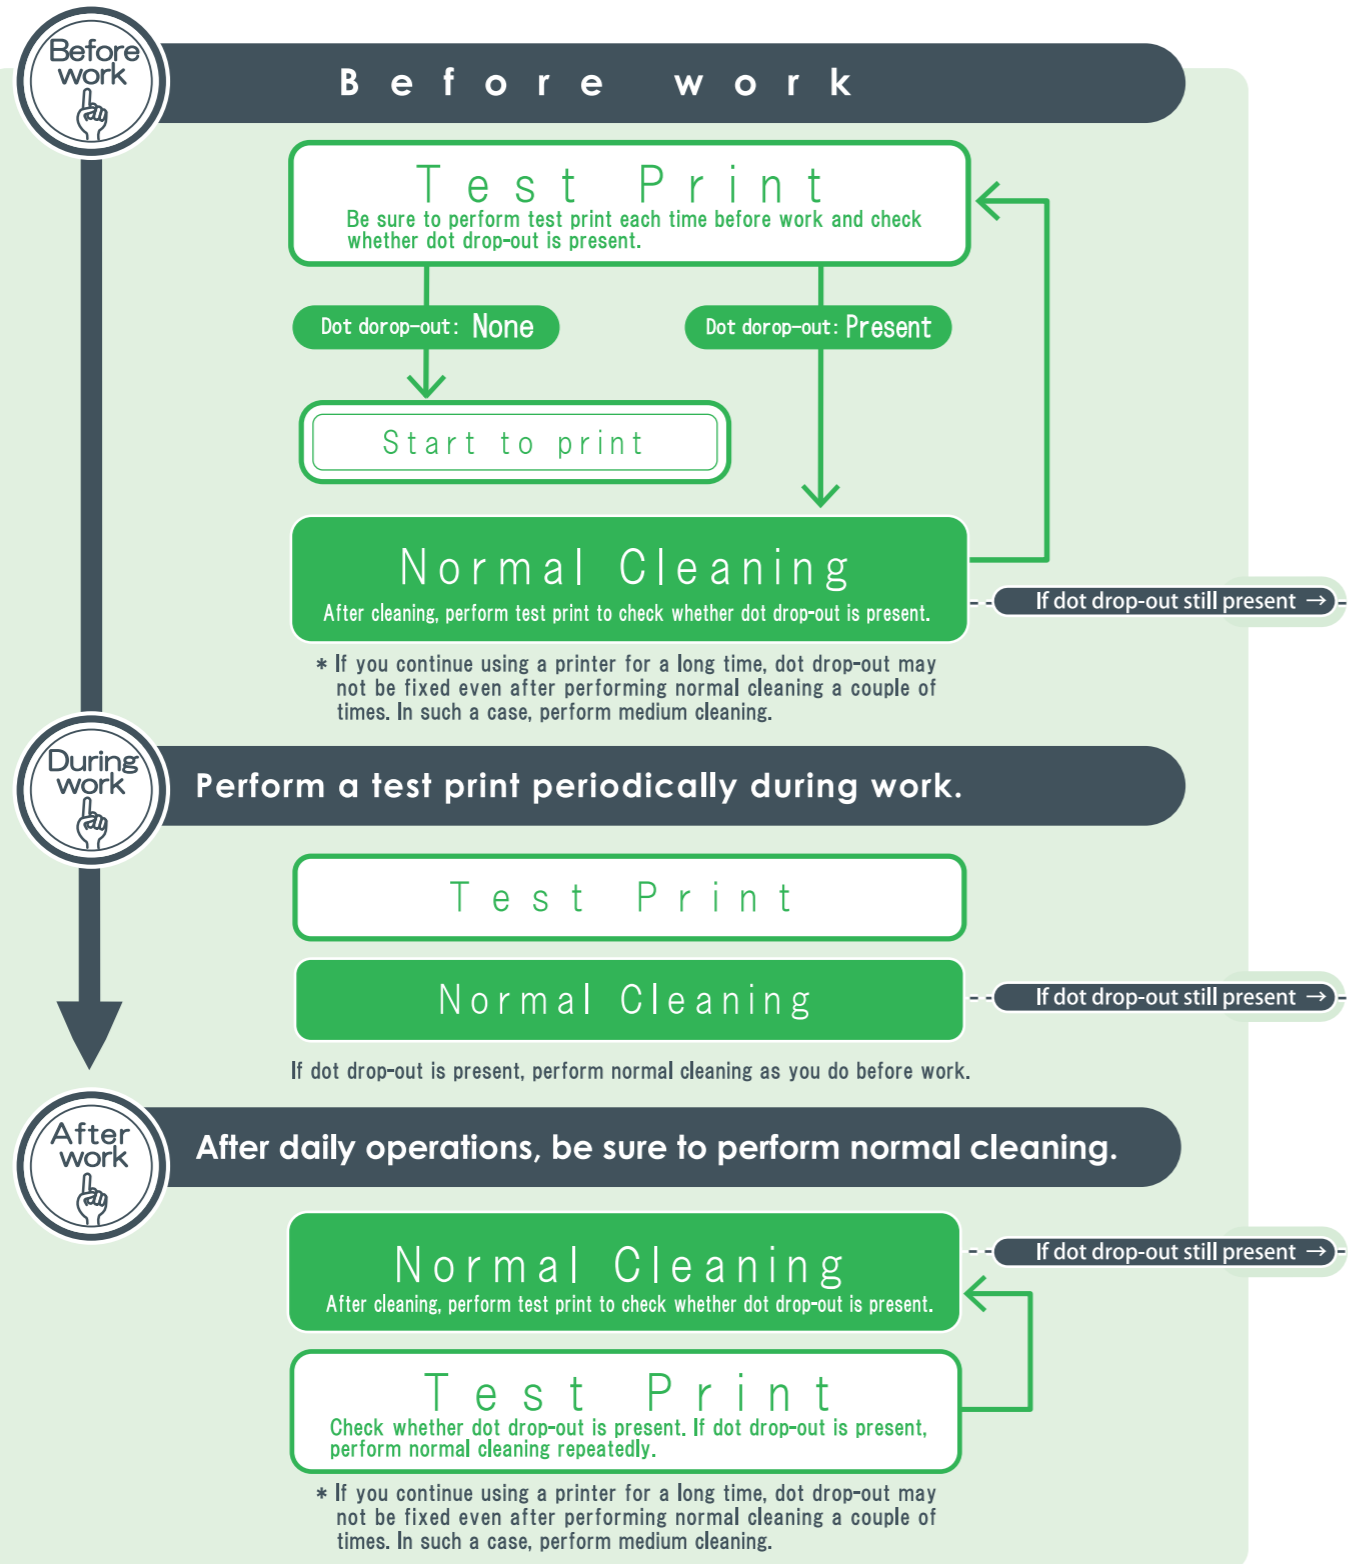 Before
work
Before work
Test Print
Be sure to perform test print each time before work and check
whether dot drop-out is present.
Dot dorop-out: None
Dot dorop-out: Present
Start to print
Normal Cleaning
After cleaning, perform test print to check whether dot drop-out is present.
If dot drop-out still present →
* If you continue using a printer for a long time, dot drop-out may
not be fixed even after performing normal cleaning a couple of
times. In such a case, perform medium cleaning.
During
work
Perform a test print periodically during work.
Test Print
Normal Cleaning
If dot drop-out still present →
If dot drop-out is present, perform normal cleaning as you do before work.
After
work
After daily operations, be sure to perform normal cleaning.
Normal Cleaning
After cleaning, perform test print to check whether dot drop-out is present.
If dot drop-out still present →
Test Print
Check whether dot drop-out is present. If dot drop-out is present,
perform normal cleaning repeatedly.
* If you continue using a printer for a long time, dot drop-out may
not be fixed even after performing normal cleaning a couple of
times. In such a case, perform medium cleaning.